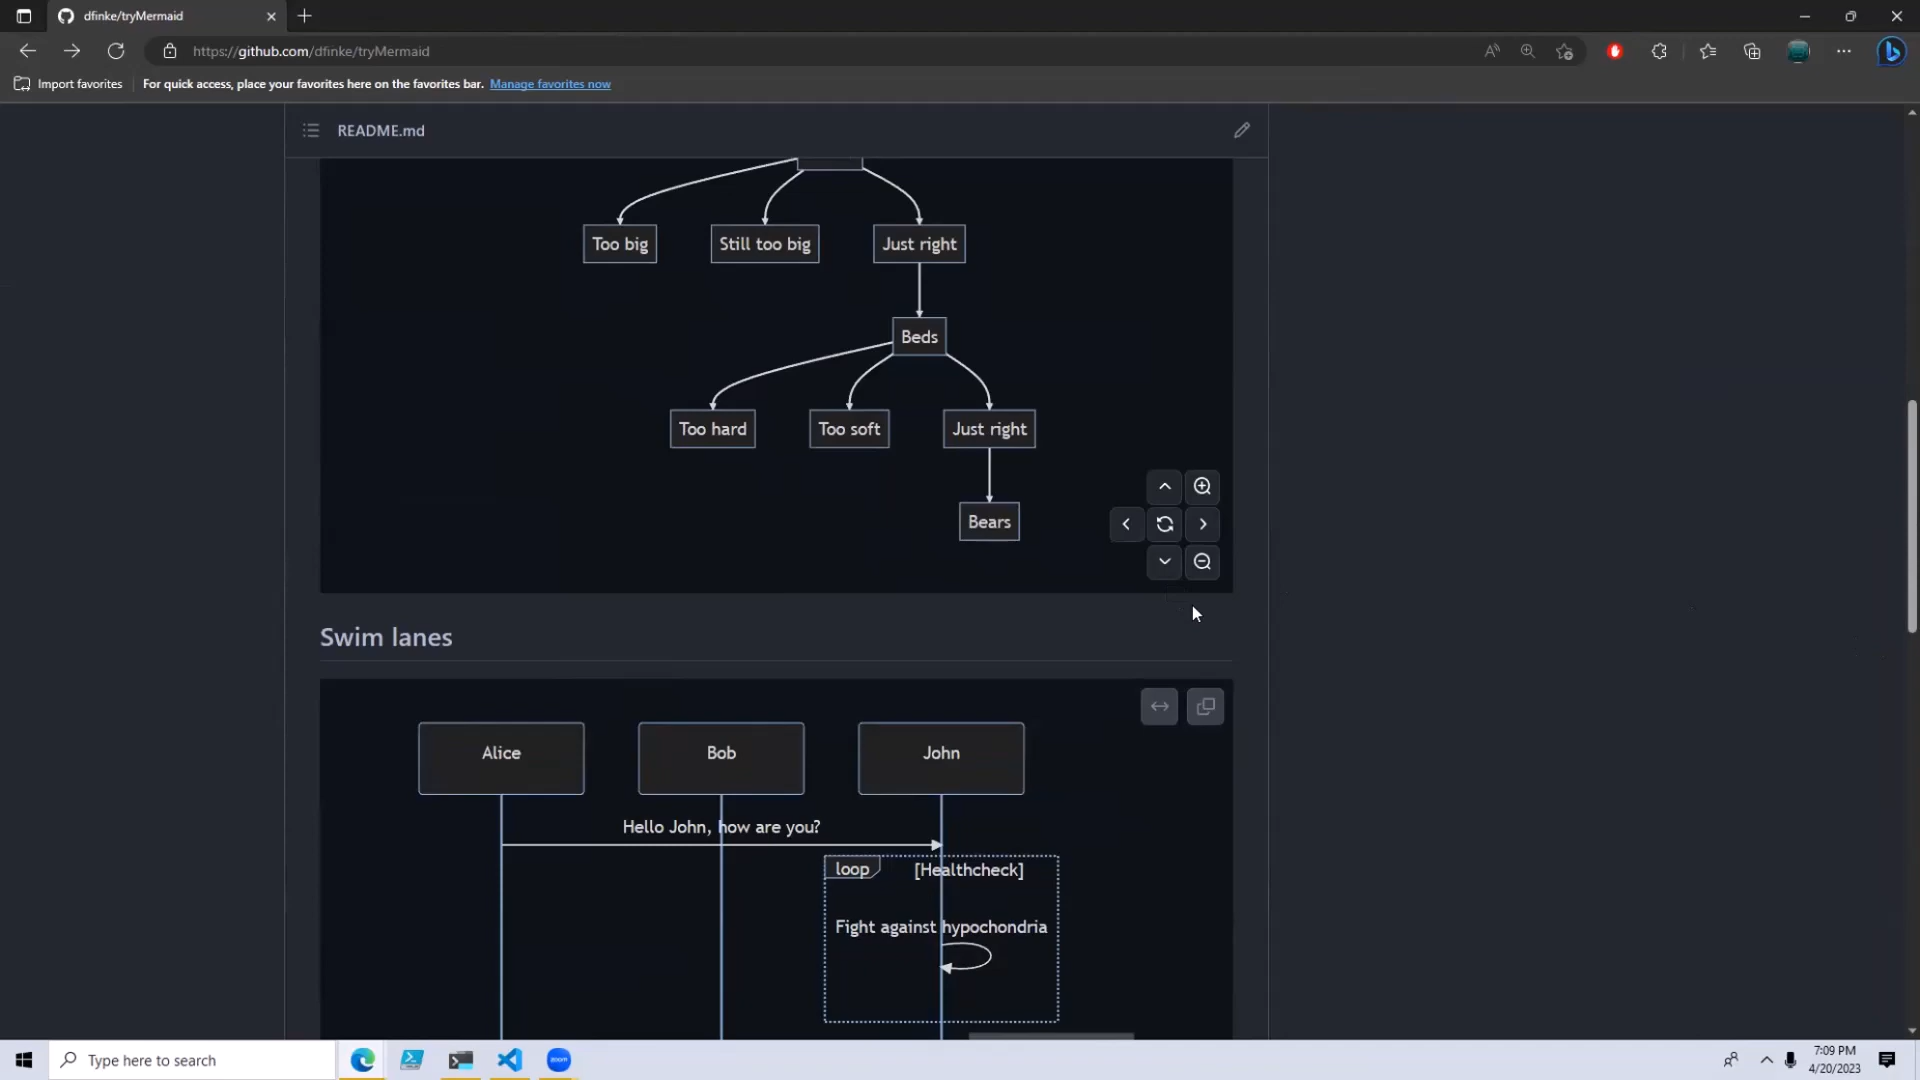 dfinke/tryMermaid
https://github.com/dfinke/tryMermaid
Import favorites
For quick access, place your favorites here on the favorites bar. Manage favorites now
README.md
Too big
Still too big
Just right
Beds
Too hard
Too soft
Just right
Bears
Swim lanes
Alice
Bob
John
Hello John, how are you?
loop
[Healthcheck]
Fight against hypochondria
Type here to search
zoom
7:09 PM
4/20/2023